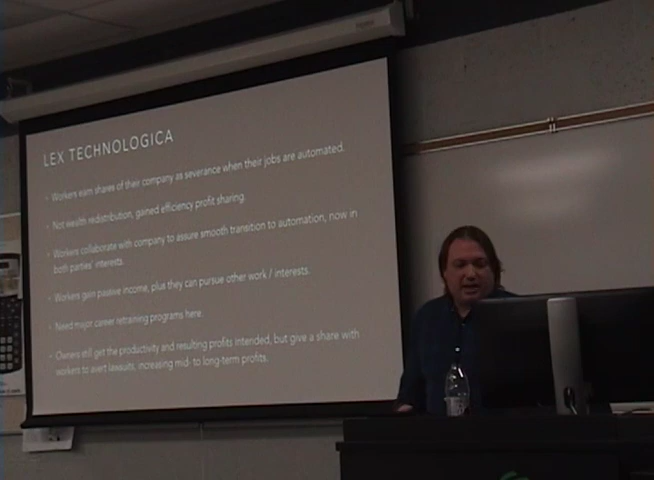 LEX TECHNOLOGICA
• Workers earn shares of their company as severance when their jobs are automated.
• Not wealth redistribution, gained efficiency profit sharing.
• Workers collaborate with company to assure smooth transition to automation, now in
both parties' interests.
• Workers gain passive income, plus they can pursue other work / interests.
• Need major career retraining programs here.
• Owners still get the productivity and resulting profits intended, but give a share with
workers to avert lawsuits, increasing mid- to long-term profits.